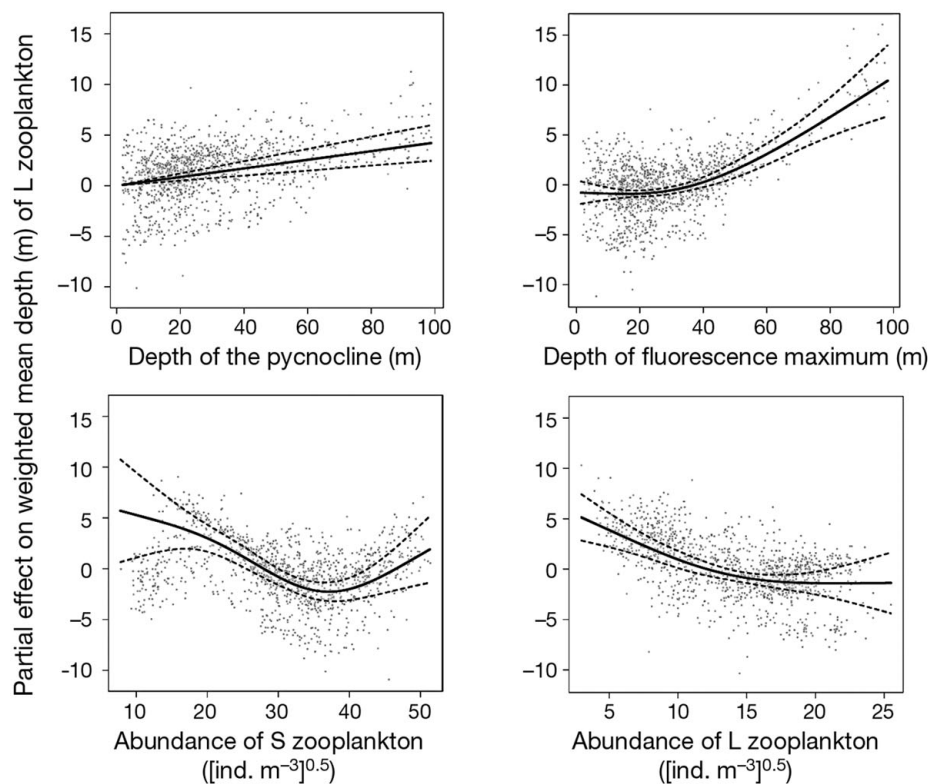 Partial effect on weighted mean depth (m) of L zooplankton
15
10
5
0
−5
−10
0 20 40 60 80 100
Depth of the pycnocline (m)
15
10
5
0
−5
−10
0 20 40 60 80 100
Depth of fluorescence maximum (m)
15
10
5
0
−5
-10
10 20 30 40 50
Abundance of S zooplankton
([ind. m⁻³]⁰·⁵)
15
10
5
0
−5
−10
5 10 15 20 25
Abundance of L zooplankton
([ind. m⁻³]⁰·⁵)